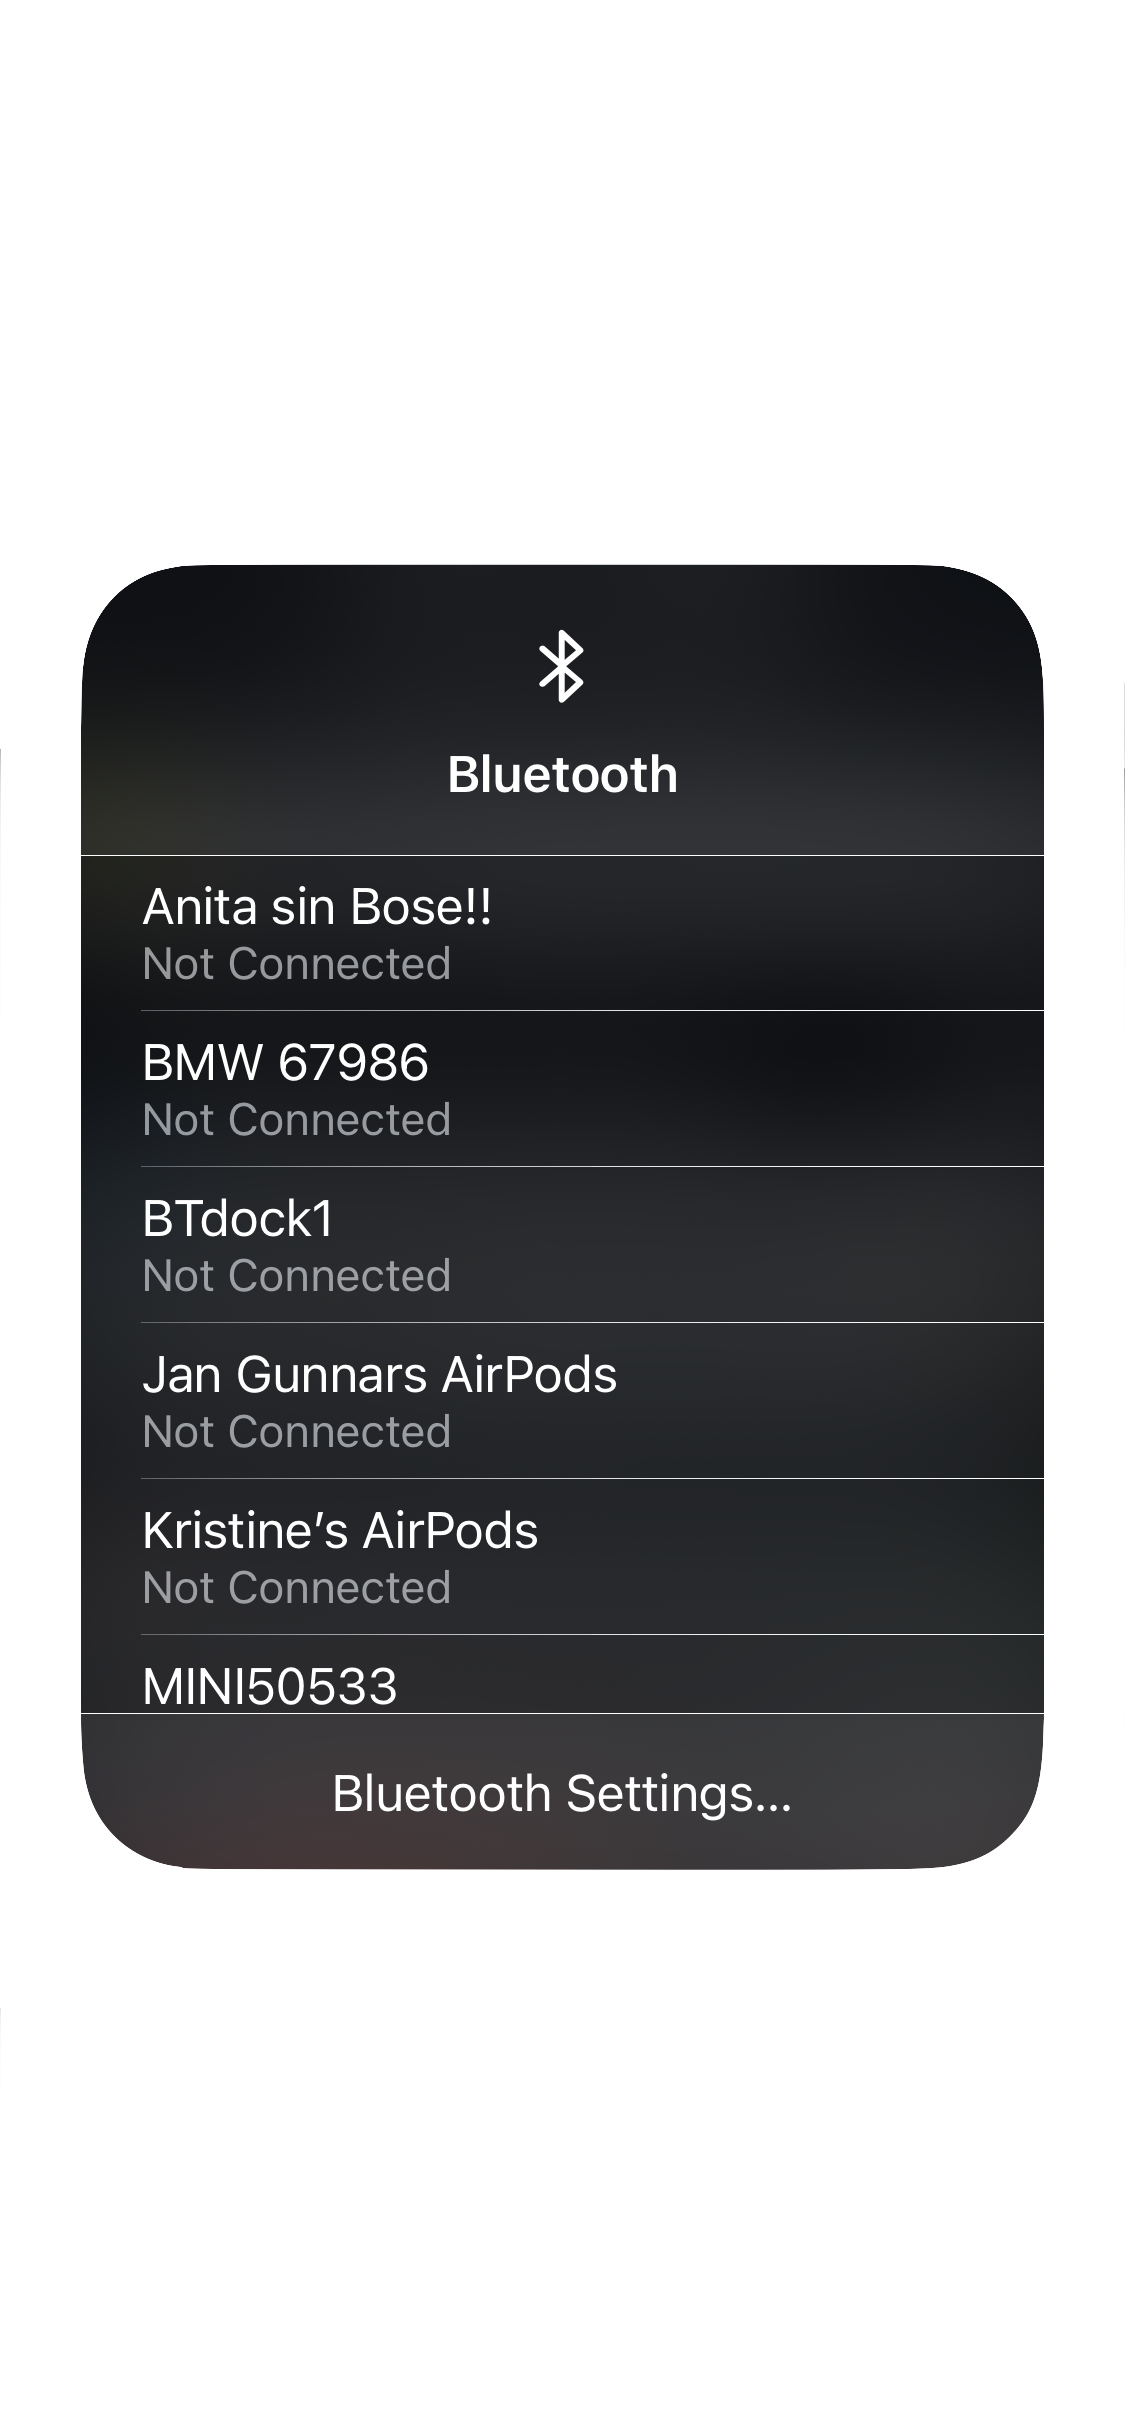 Bluetooth
Anita sin Bose!!
Not Connected
BMW 67986
Not Connected
BTdock1
Not Connected
Jan Gunnars AirPods
Not Connected
Kristine’s AirPods
Not Connected
MINI50533
Bluetooth Settings...